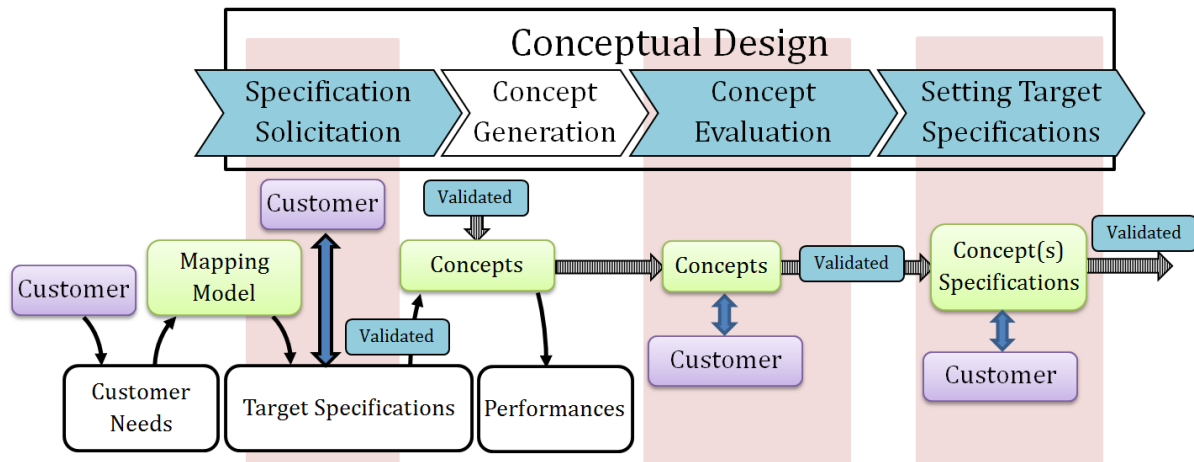 Conceptual Design
Specification
Solicitation
Concept
Generation
Concept
Evaluation
Setting Target
Specifications
Customer
Mapping
Model
Customer
Validated
Concepts
Validated
Concepts
Validated
Concept(s)
Specifications
Validated
Customer
Needs
Target Specifications
Performances
Customer
Customer